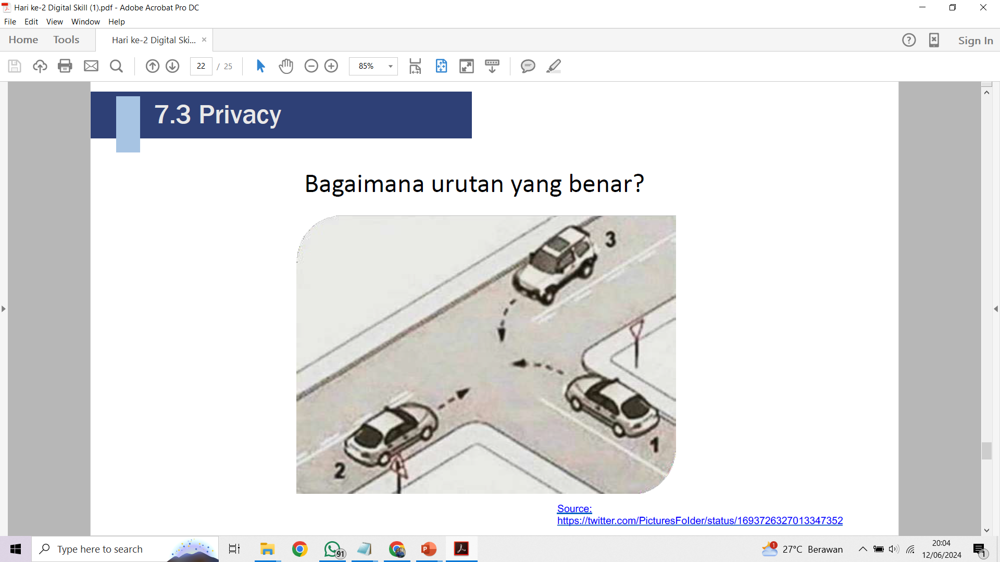 Hari ke-2 Digital Skill (1).pdf - Adobe Acrobat Pro DC
File Edit View Window Help
Home Tools Hari ke-2 Digital Ski... × Sign In
22 / 25 85%
7.3 Privacy
Bagaimana urutan yang benar?
3
1
2
Source:
https://twitter.com/PicturesFolder/status/1693726327013347352
Type here to search 91 P 1 27°C Berawan 20:04
12/06/2024 1